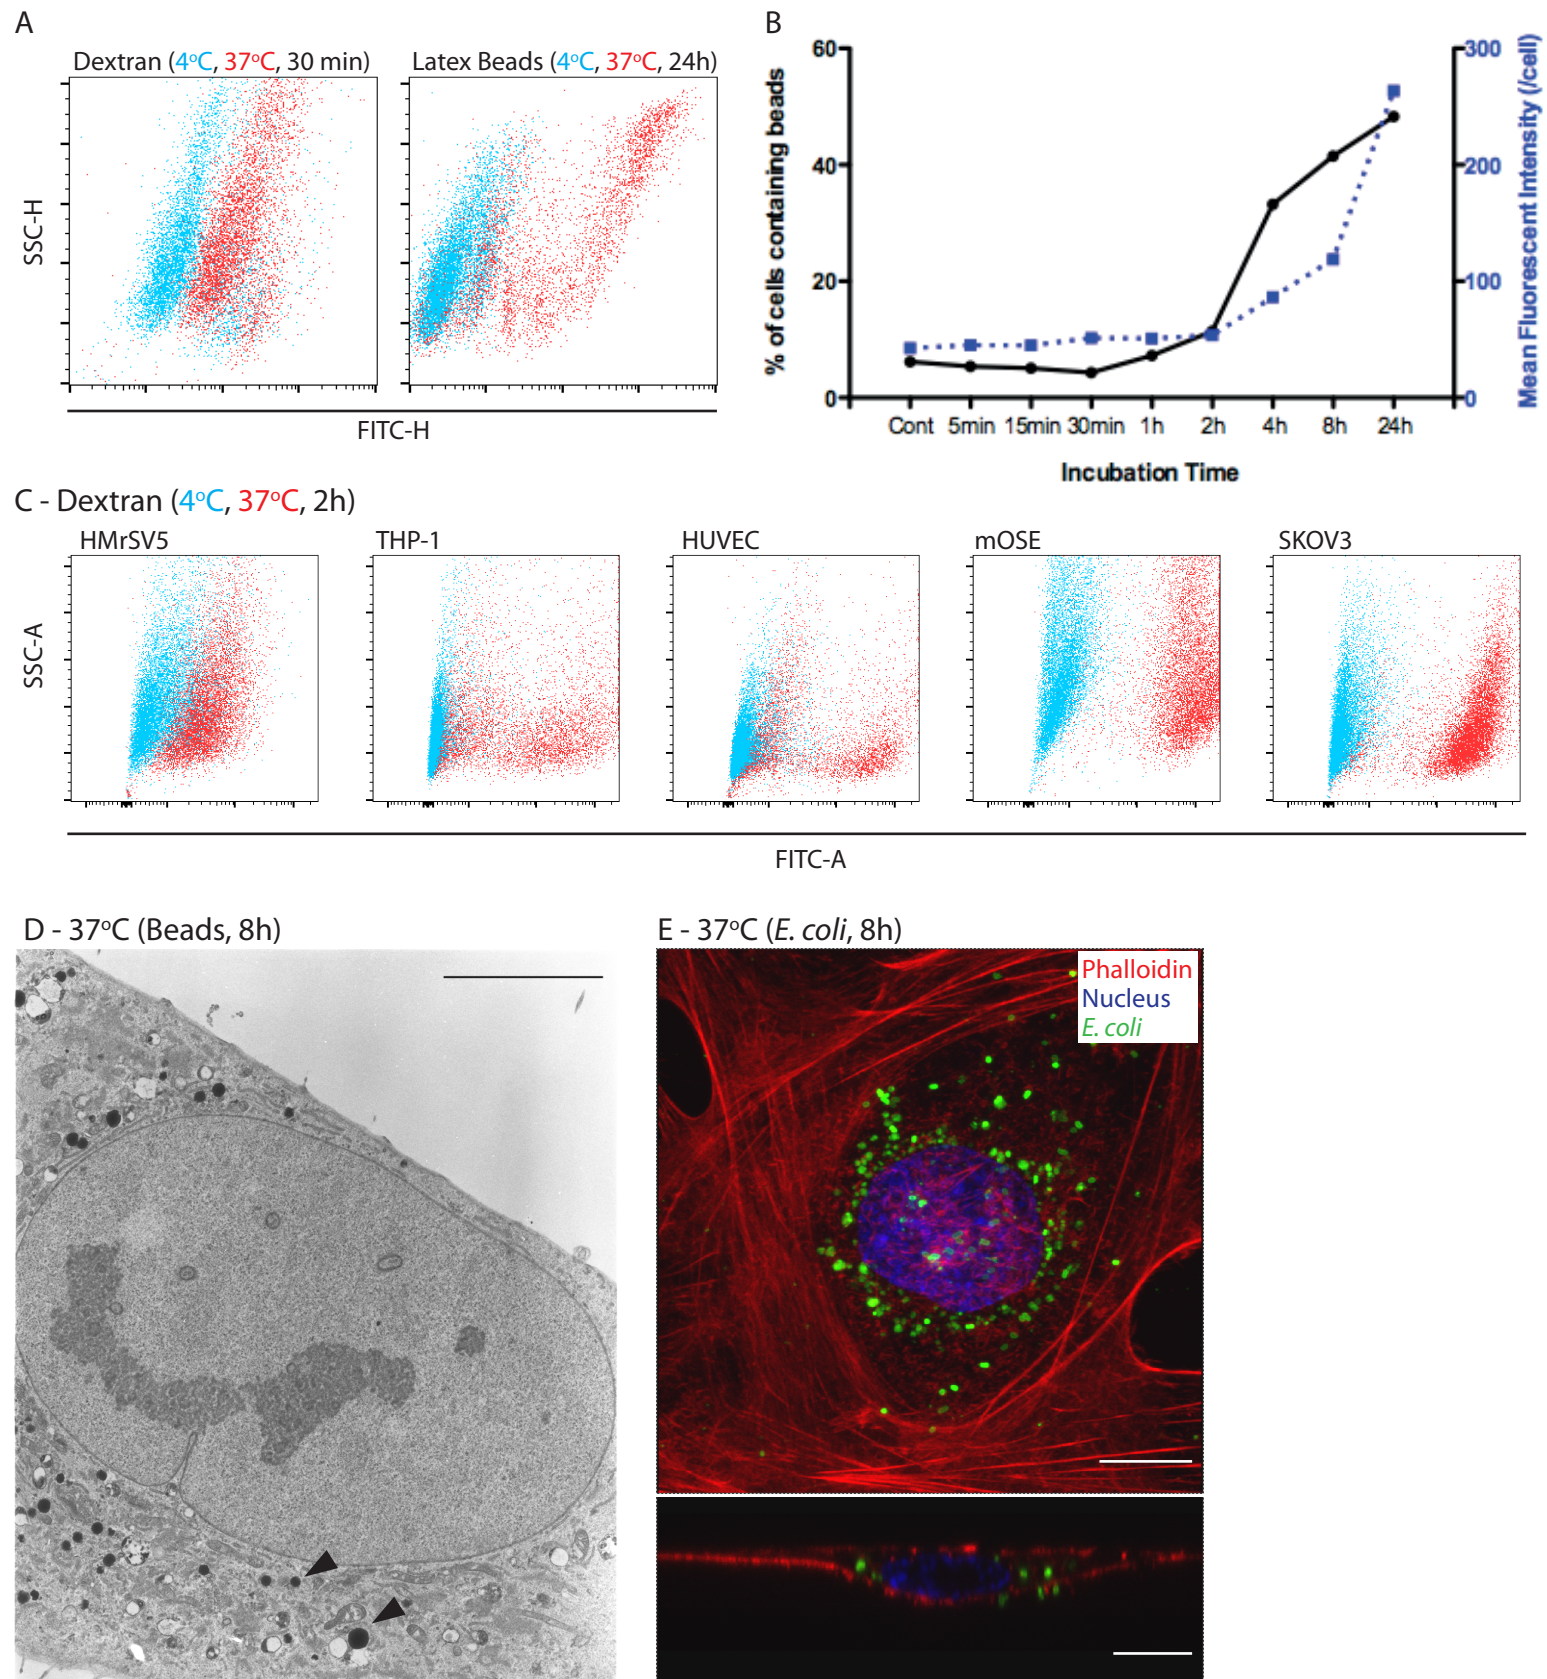 A
Dextran (4°C, 37°C, 30 min)
Latex Beads (4°C, 37°C, 24h)
SSC-H
FITC-H
B
60
40
20
0
% of cells containing beads
300
200
100
0
Mean Fluorescent Intensity (/cell)
Cont 5min 15min 30min 1h 2h 4h 8h 24h
Incubation Time
C - Dextran (4°C, 37°C, 2h)
HMrSV5
THP-1
HUVEC
mOSE
SKOV3
SSC-A
FITC-A
D - 37°C (Beads, 8h)
E - 37°C (E. coli, 8h)
Phalloidin
Nucleus
E. coli